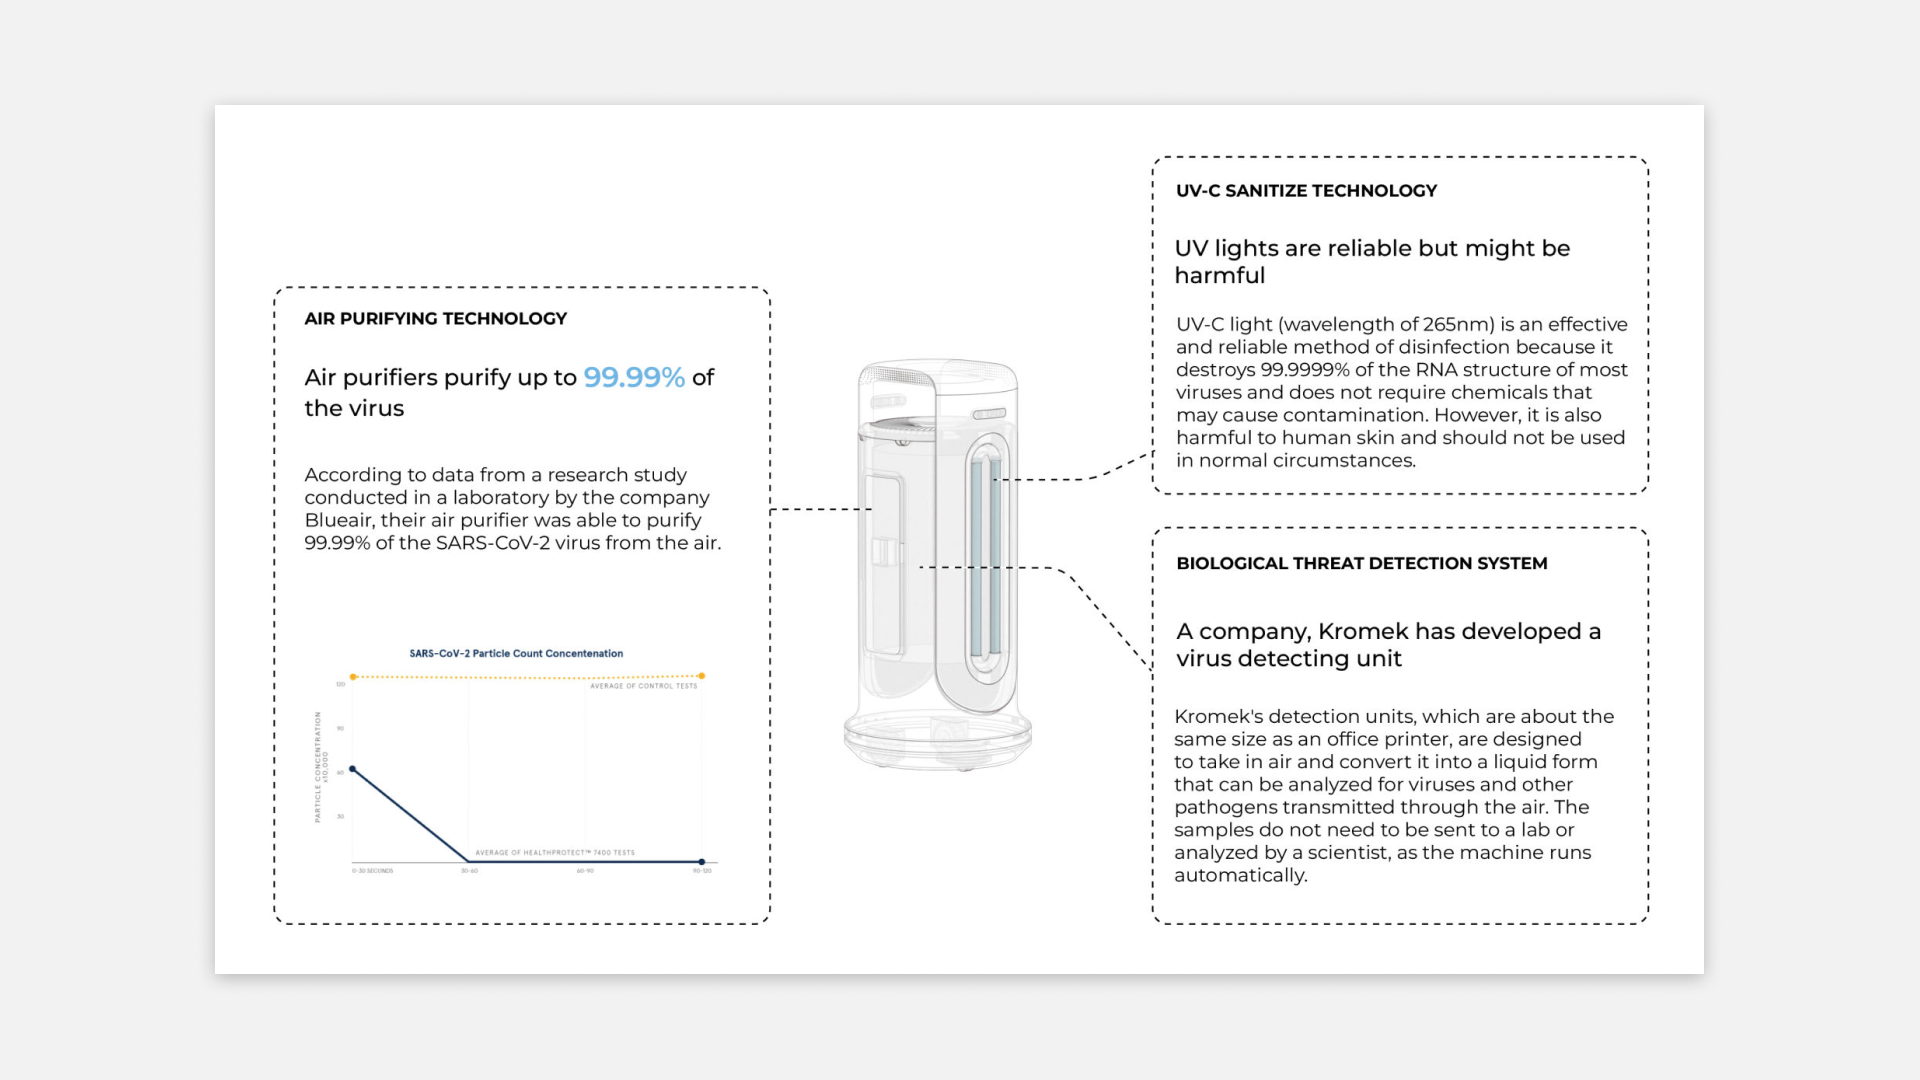 AIR PURIFYING TECHNOLOGY
Air purifiers purify up to 99.99% of
the virus
According to data from a research study
conducted in a laboratory by the company
Blueair, their air purifier was able to purify
99.99% of the SARS-CoV-2 virus from the air.
SARS-CoV-2 Particle Count Concentenation
120
AVERAGE OF CONTROL TESTS
90
60
30
PARTICLE CONCENTRATION
x10,000
AVERAGE OF HEALTHPROTECT™ 7400 TESTS
0-30 SECONDS
30-60
60-90
90-120
UV-C SANITIZE TECHNOLOGY
UV lights are reliable but might be
harmful
UV-C light (wavelength of 265nm) is an effective
and reliable method of disinfection because it
destroys 99.9999% of the RNA structure of most
viruses and does not require chemicals that
may cause contamination. However, it is also
harmful to human skin and should not be used
in normal circumstances.
BIOLOGICAL THREAT DETECTION SYSTEM
A company, Kromek has developed a
virus detecting unit
Kromek's detection units, which are about the
same size as an office printer, are designed
to take in air and convert it into a liquid form
that can be analyzed for viruses and other
pathogens transmitted through the air. The
samples do not need to be sent to a lab or
analyzed by a scientist, as the machine runs
automatically.